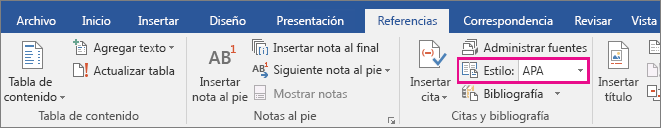 Archivo Inicio Insertar Diseño Presentación Referencias Correspondencia Revisar Vista
Tabla de
contenido
Agregar texto
Actualizar tabla
Tabla de contenido
AB1
Insertar
nota al pie
Insertar nota al final
Siguiente nota al pie
Mostrar notas
Notas al pie
Insertar
cita
Administrar fuentes
Estilo: APA
Bibliografía
Citas y bibliografía
Insertar
título